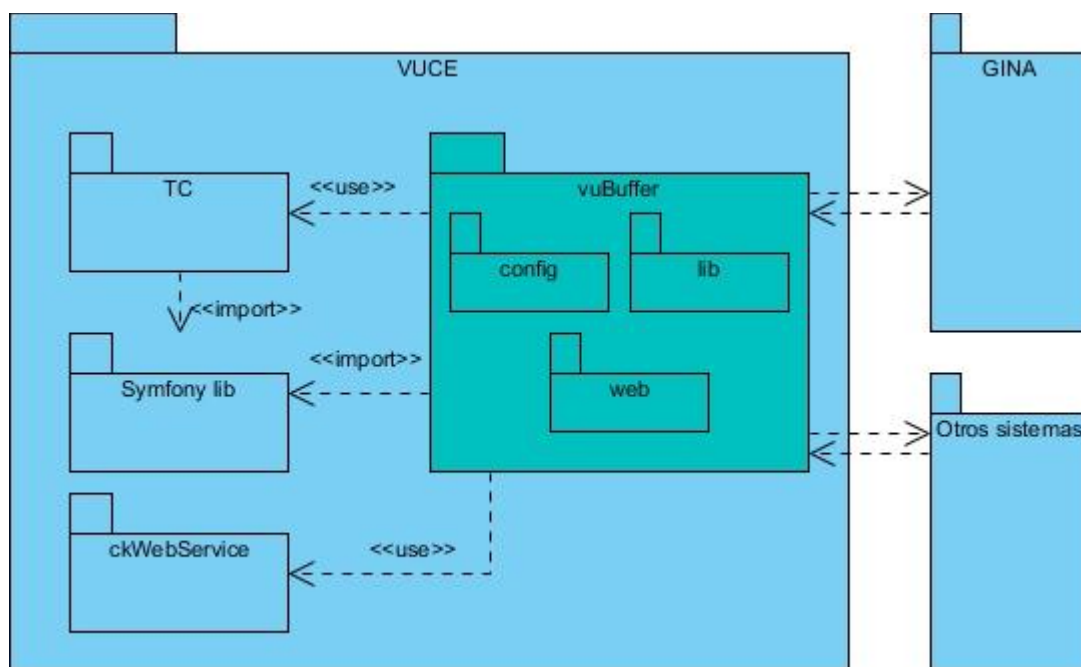 VUCE
GINA
TC
<<use>>
vuBuffer
config
lib
<<import>>
<<import>>
Symfony lib
web
Otros sistemas
ckWebService
<<use>>